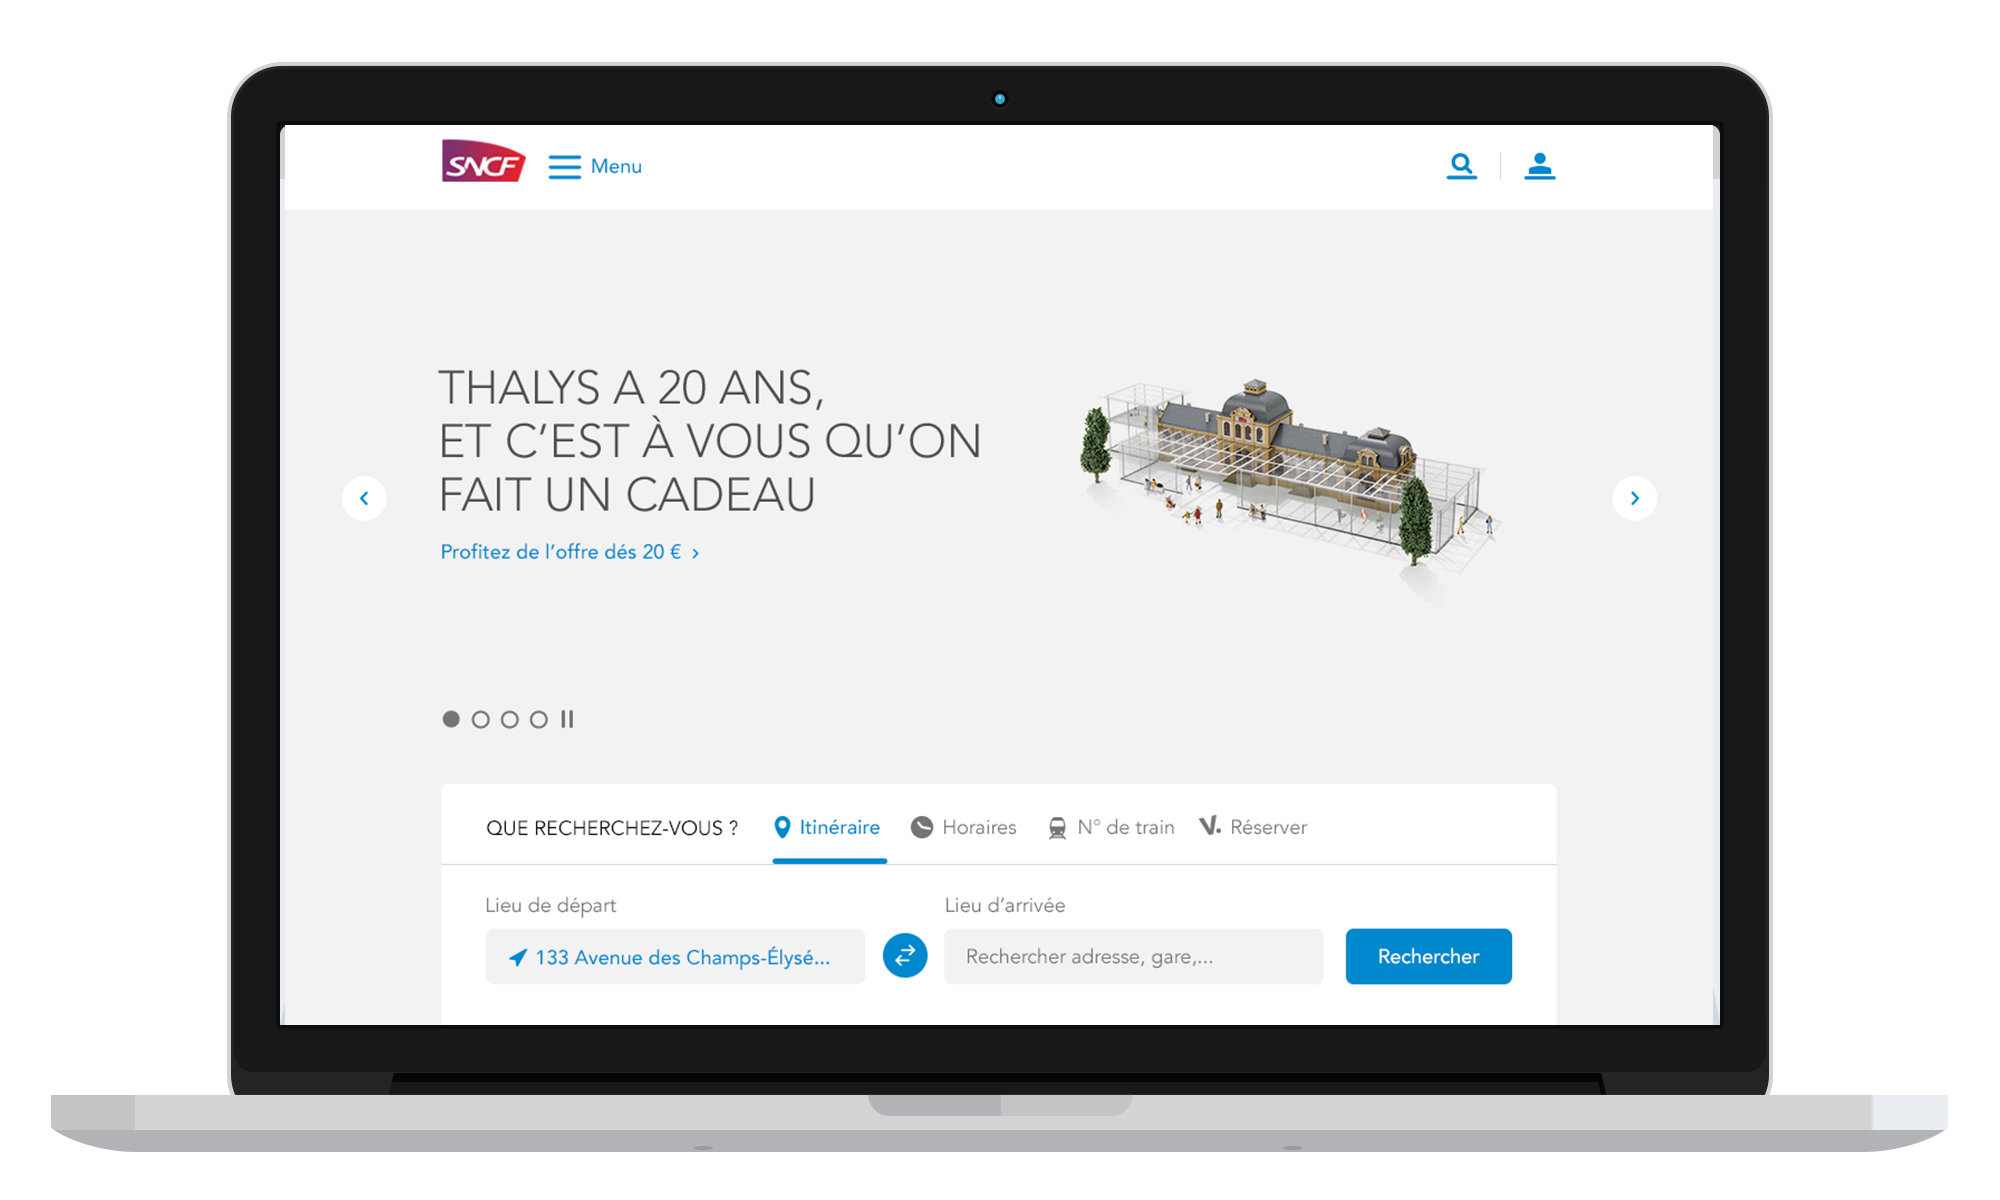 SNCF
Menu
THALYS A 20 ANS,
ET C’EST À VOUS QU’ON
FAIT UN CADEAU
Profitez de l’offre dés 20 € ›
QUE RECHERCHEZ-VOUS ?
Itinéraire
Horaires
N° de train
V. Réserver
Lieu de départ
Lieu d’arrivée
133 Avenue des Champs-Élysé...
Rechercher adresse, gare,...
Rechercher